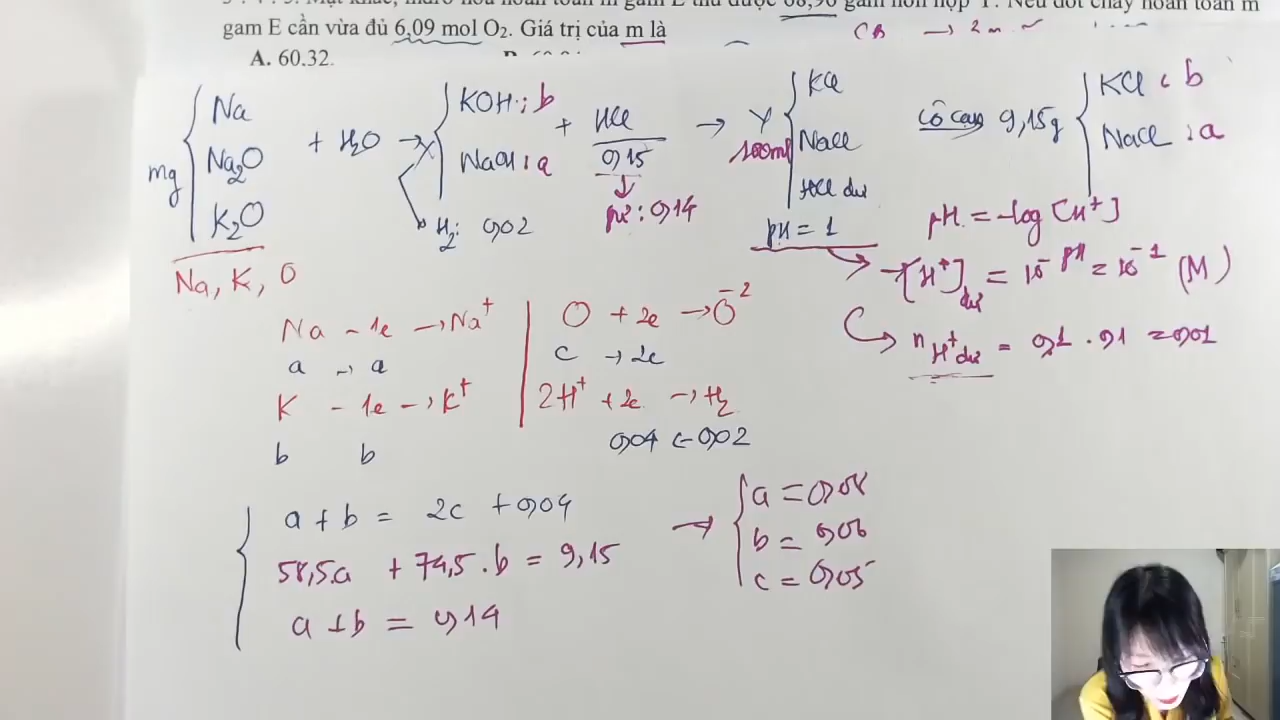 gam E cần vừa đủ 6,09 mol O₂. Giá trị của m là
A. 60.32.
mg { Na
Na₂O
K₂O
+ H₂O → X { KOH : b
NaOH : a
H₂: 0,02
+ HCl
0,15
↓
pư : 0,14
→ Y { KCl
NaCl
HCl dư
100ml
pH = 1
Cô cạn 9,15g { KCl : b
NaCl : a
pH = -log [H⁺]
→ [H⁺]dư = 10^-pH = 10^-1 (M)
n H⁺dư = 0,1 . 0,1 = 0,01
Na, K, O
Na - 1e → Na⁺
a → a
K - 1e → K⁺
b b
O + 2e → O⁻²
c → 2c
2H⁺ + 2e → H₂
0,04 ← 0,02
{ a + b = 2c + 0,04
58,5a + 74,5.b = 9,15
a + b = 0,14
→ { a = 0,08
b = 0,06
c = 0,05